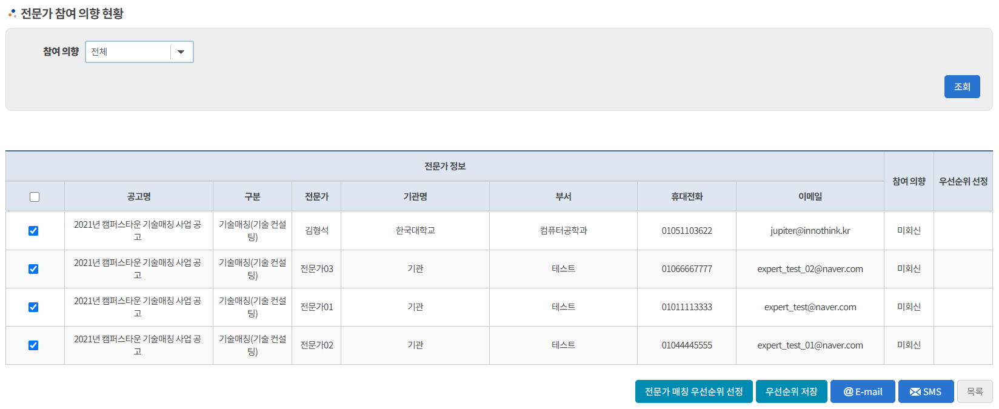 전문가 참여 의향 현황
참여 의향 전체
조회
전문가 정보 참여 의향 우선순위 선정
공고명 구분 전문가 기관명 부서 휴대전화 이메일
2021년 캠퍼스타운 기술매칭 사업 공
고
기술매칭(기술 컨설
팅)
김형석 한국대학교 컴퓨터공학과 01051103622 jupiter@innothink.kr 미회신
2021년 캠퍼스타운 기술매칭 사업 공
고
기술매칭(기술 컨설
팅)
전문가03 기관 테스트 01066667777 expert_test_02@naver.com 미회신
2021년 캠퍼스타운 기술매칭 사업 공
고
기술매칭(기술 컨설
팅)
전문가01 기관 테스트 01011113333 expert_test@naver.com 미회신
2021년 캠퍼스타운 기술매칭 사업 공
고
기술매칭(기술 컨설
팅)
전문가02 기관 테스트 01044445555 expert_test_01@naver.com 미회신
전문가 매칭 우선순위 선정 우선순위 저장 @ E-mail SMS 목록